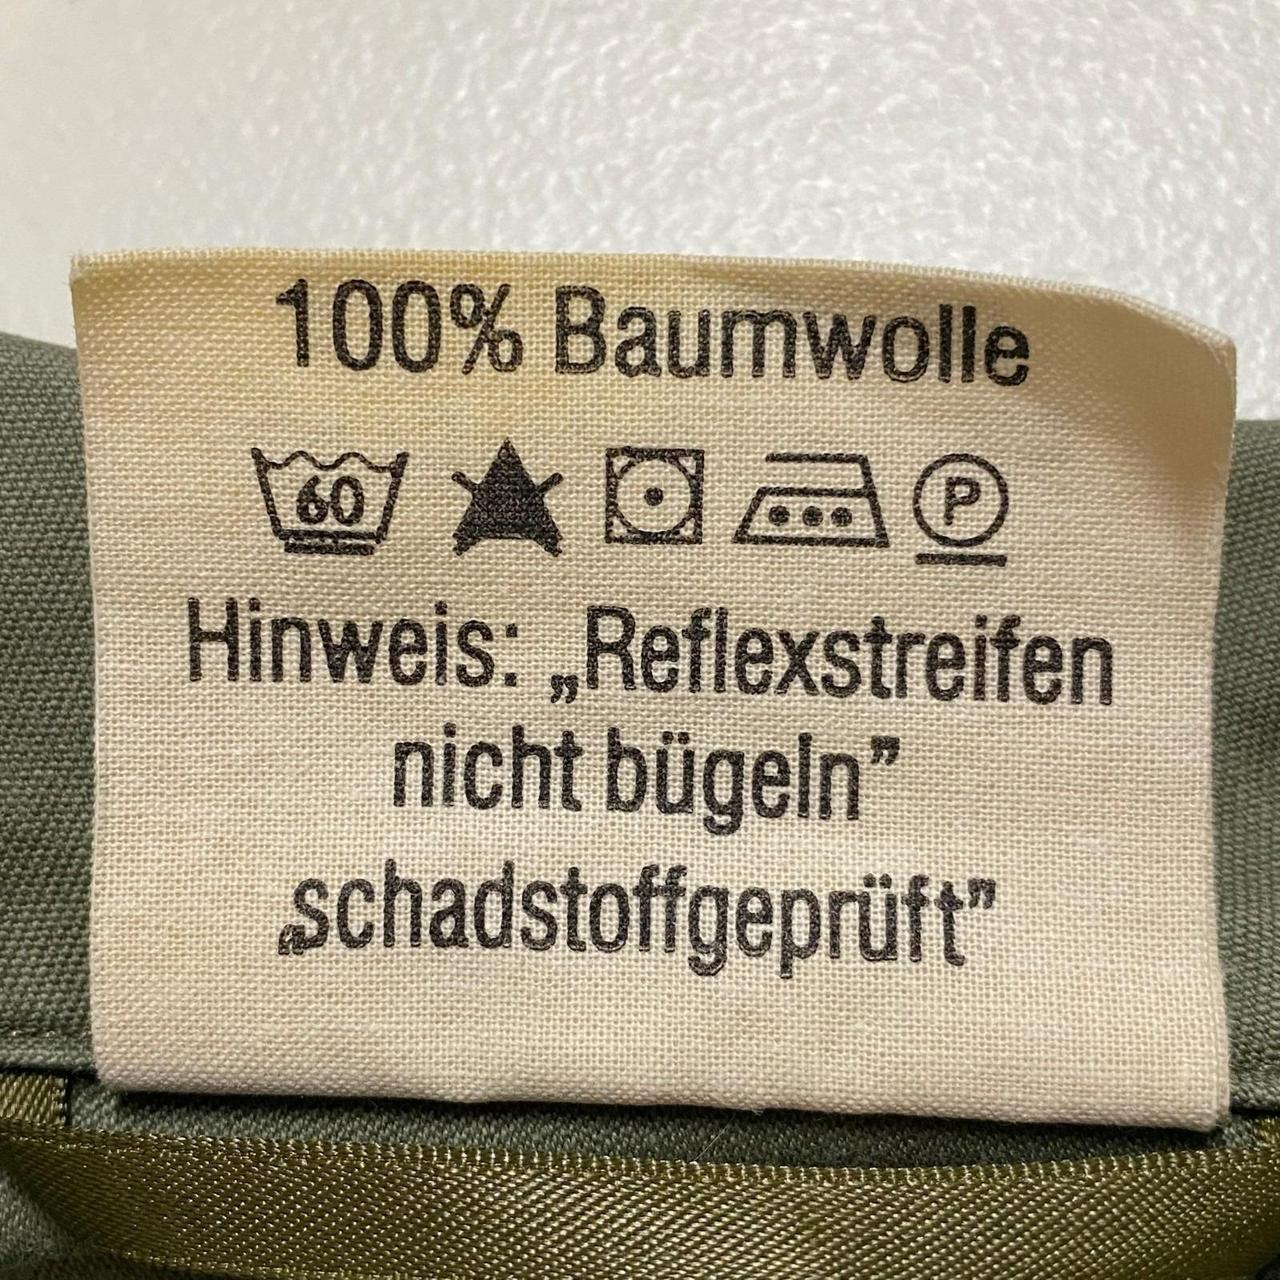 100% Baumwolle
60 P
Hinweis: „Reflexstreifen
nicht bügeln”
„schadstoffgeprüft”